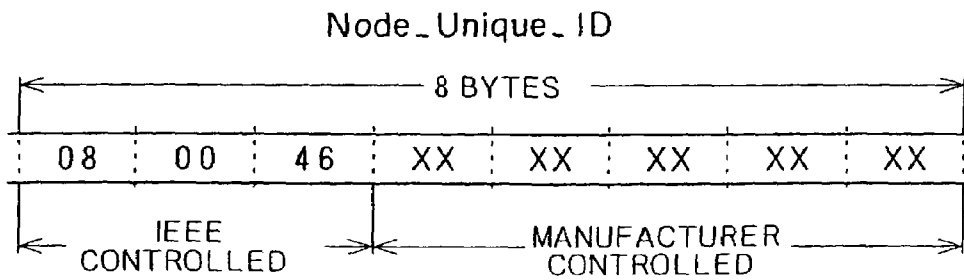 Node_Unique_ID
8 BYTES
08 00 46 XX XX XX XX XX
IEEE CONTROLLED
MANUFACTURER CONTROLLED